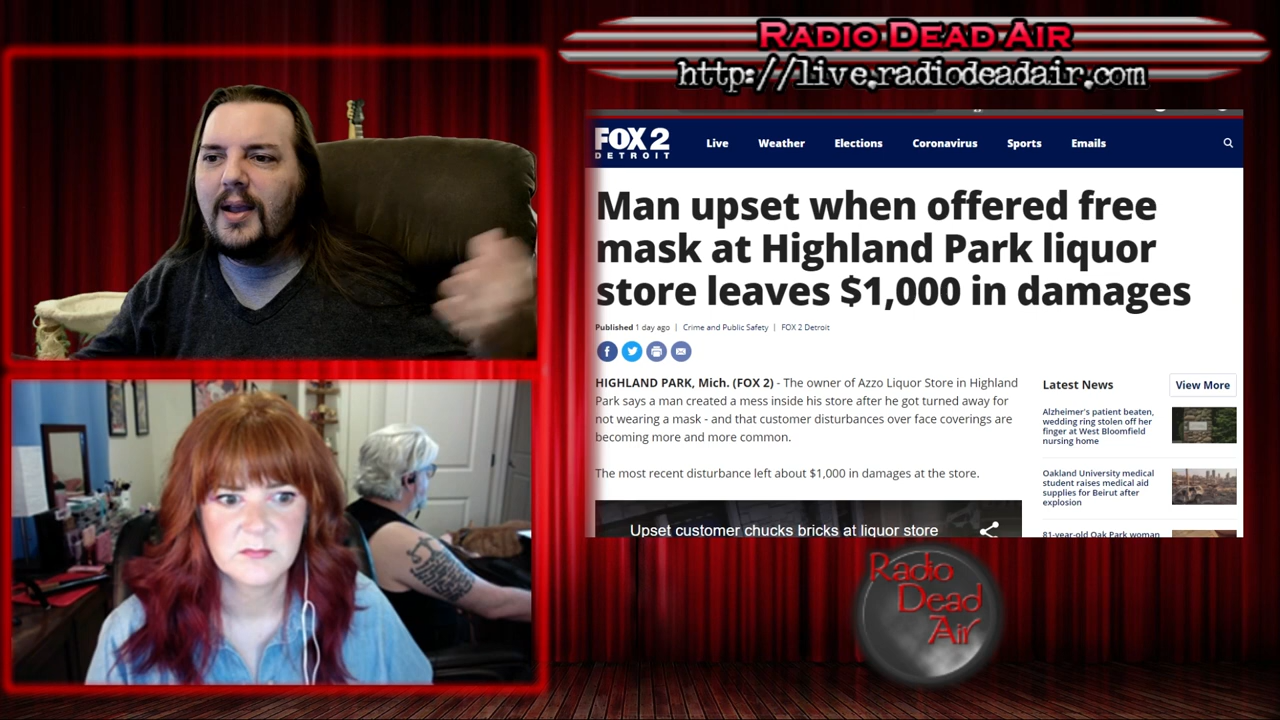 RADIO DEAD AIR
http://live.radiodeadair.com
FOX 2
DETROIT
Live Weather Elections Coronavirus Sports Emails
Man upset when offered free
mask at Highland Park liquor
store leaves $1,000 in damages
Published 1 day ago | Crime and Public Safety | FOX 2 Detroit
HIGHLAND PARK, Mich. (FOX 2) - The owner of Azzo Liquor Store in Highland
Park says a man created a mess inside his store after he got turned away for
not wearing a mask - and that customer disturbances over face coverings are
becoming more and more common.
The most recent disturbance left about $1,000 in damages at the store.
Upset customer chucks bricks at liquor store
Latest News
View More
Alzheimer's patient beaten,
wedding ring stolen off her
finger at West Bloomfield
nursing home
Oakland University medical
student raises medical aid
supplies for Beirut after
explosion
81-year-old Oak Park woman
Radio
Dead
Air